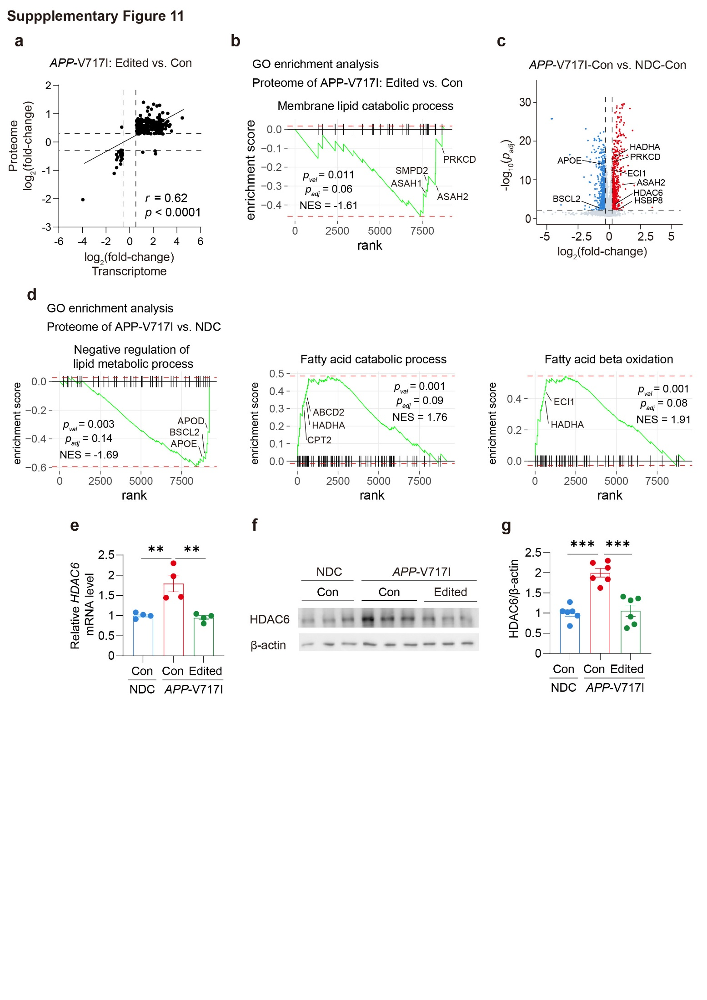 Suppplementary Figure 11
a
APP-V717I: Edited vs. Con
Proteome
log2(fold-change)
2
1
0
-1
-2
-3
r = 0.62
p < 0.0001
-6 -4 -2 0 2 4 6
log2(fold-change)
Transcriptome
b
GO enrichment analysis
Proteome of APP-V717I: Edited vs. Con
Membrane lipid catabolic process
enrichment score
0.0
−0.1
−0.2
−0.3
−0.4
PRKCD
SMPD2
ASAH1
ASAH2
pval = 0.011
padj = 0.06
NES = -1.61
0 2500 5000 7500
rank
c
APP-V717I-Con vs. NDC-Con
-log10(padj)
30
20
10
0
HADHA
PRKCD
APOE
ECI1
ASAH2
HDAC6
BSCL2
HSBP8
-5 -2.5 0 2.5 5
log2(fold-change)
d
GO enrichment analysis
Proteome of APP-V717I vs. NDC
Negative regulation of
lipid metabolic process
enrichment score
0.0
−0.2
−0.4
−0.6
pval = 0.003
padj = 0.14
NES = -1.69
APOD
BSCL2
APOE
0 2500 5000 7500
rank
Fatty acid catabolic process
enrichment score
0.5
0.4
0.3
0.2
0.1
0.0
pval = 0.001
padj = 0.09
NES = 1.76
ABCD2
HADHA
CPT2
0 2500 5000 7500
rank
Fatty acid beta oxidation
enrichment score
0.4
0.2
0.0
pval = 0.001
padj = 0.08
NES = 1.91
ECI1
HADHA
0 2500 5000 7500
rank
e
Relative HDAC6
mRNA level
** **
2.5
2
1.5
1
0.5
0
Con Con Edited
NDC APP-V717I
f
NDC APP-V717I
Con Con Edited
HDAC6
β-actin
g
HDAC6/β-actin
*** ***
2.5
2
1.5
1
0.5
0
Con Con Edited
NDC APP-V717I